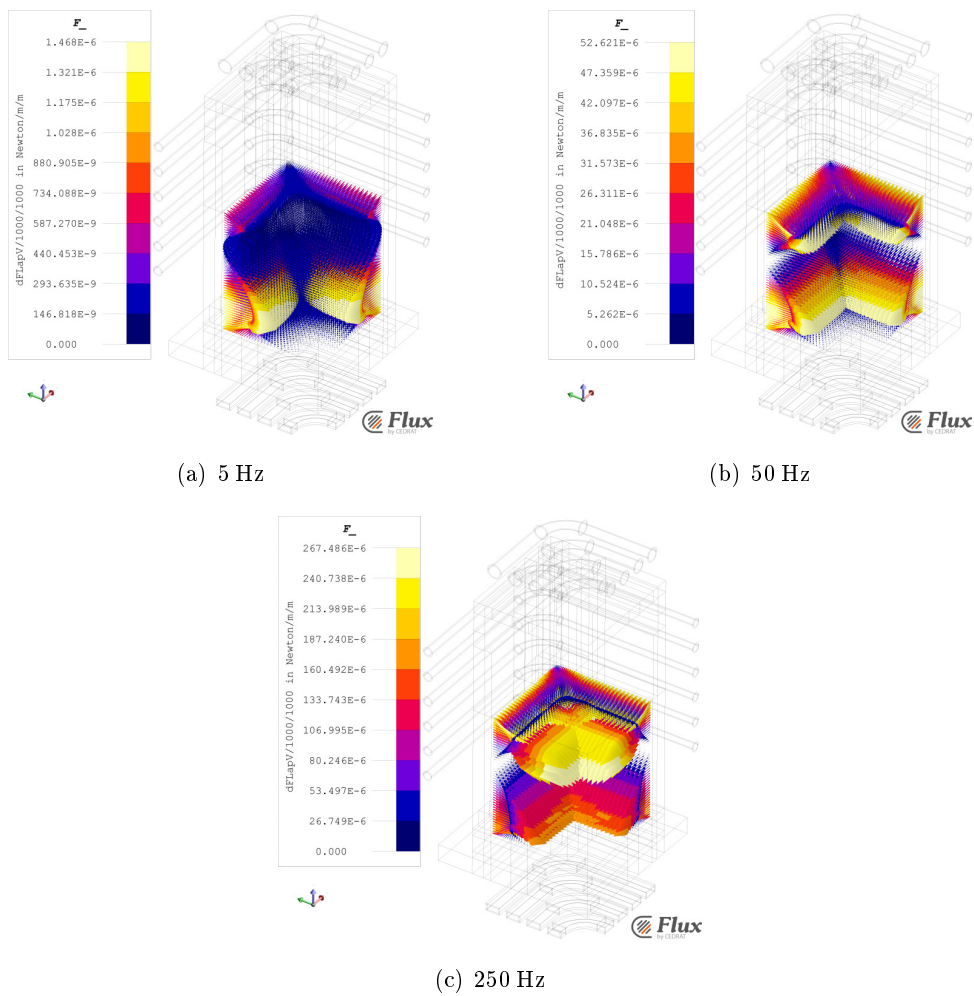 F_
1.468E-6
1.321E-6
1.175E-6
1.028E-6
880.905E-9
734.088E-9
587.270E-9
440.453E-9
293.635E-9
146.818E-9
0.000
dFLapV/1000/1000 in Newton/m/m
Flux
by CEDRAT
(a) 5 Hz
F_
52.621E-6
47.359E-6
42.097E-6
36.835E-6
31.573E-6
26.311E-6
21.048E-6
15.786E-6
10.524E-6
5.262E-6
0.000
dFLapV/1000/1000 in Newton/m/m
Flux
by CEDRAT
(b) 50 Hz
F_
267.486E-6
240.738E-6
213.989E-6
187.240E-6
160.492E-6
133.743E-6
106.995E-6
80.246E-6
53.497E-6
26.749E-6
0.000
dFLapV/1000/1000 in Newton/m/m
Flux
by CEDRAT
(c) 250 Hz